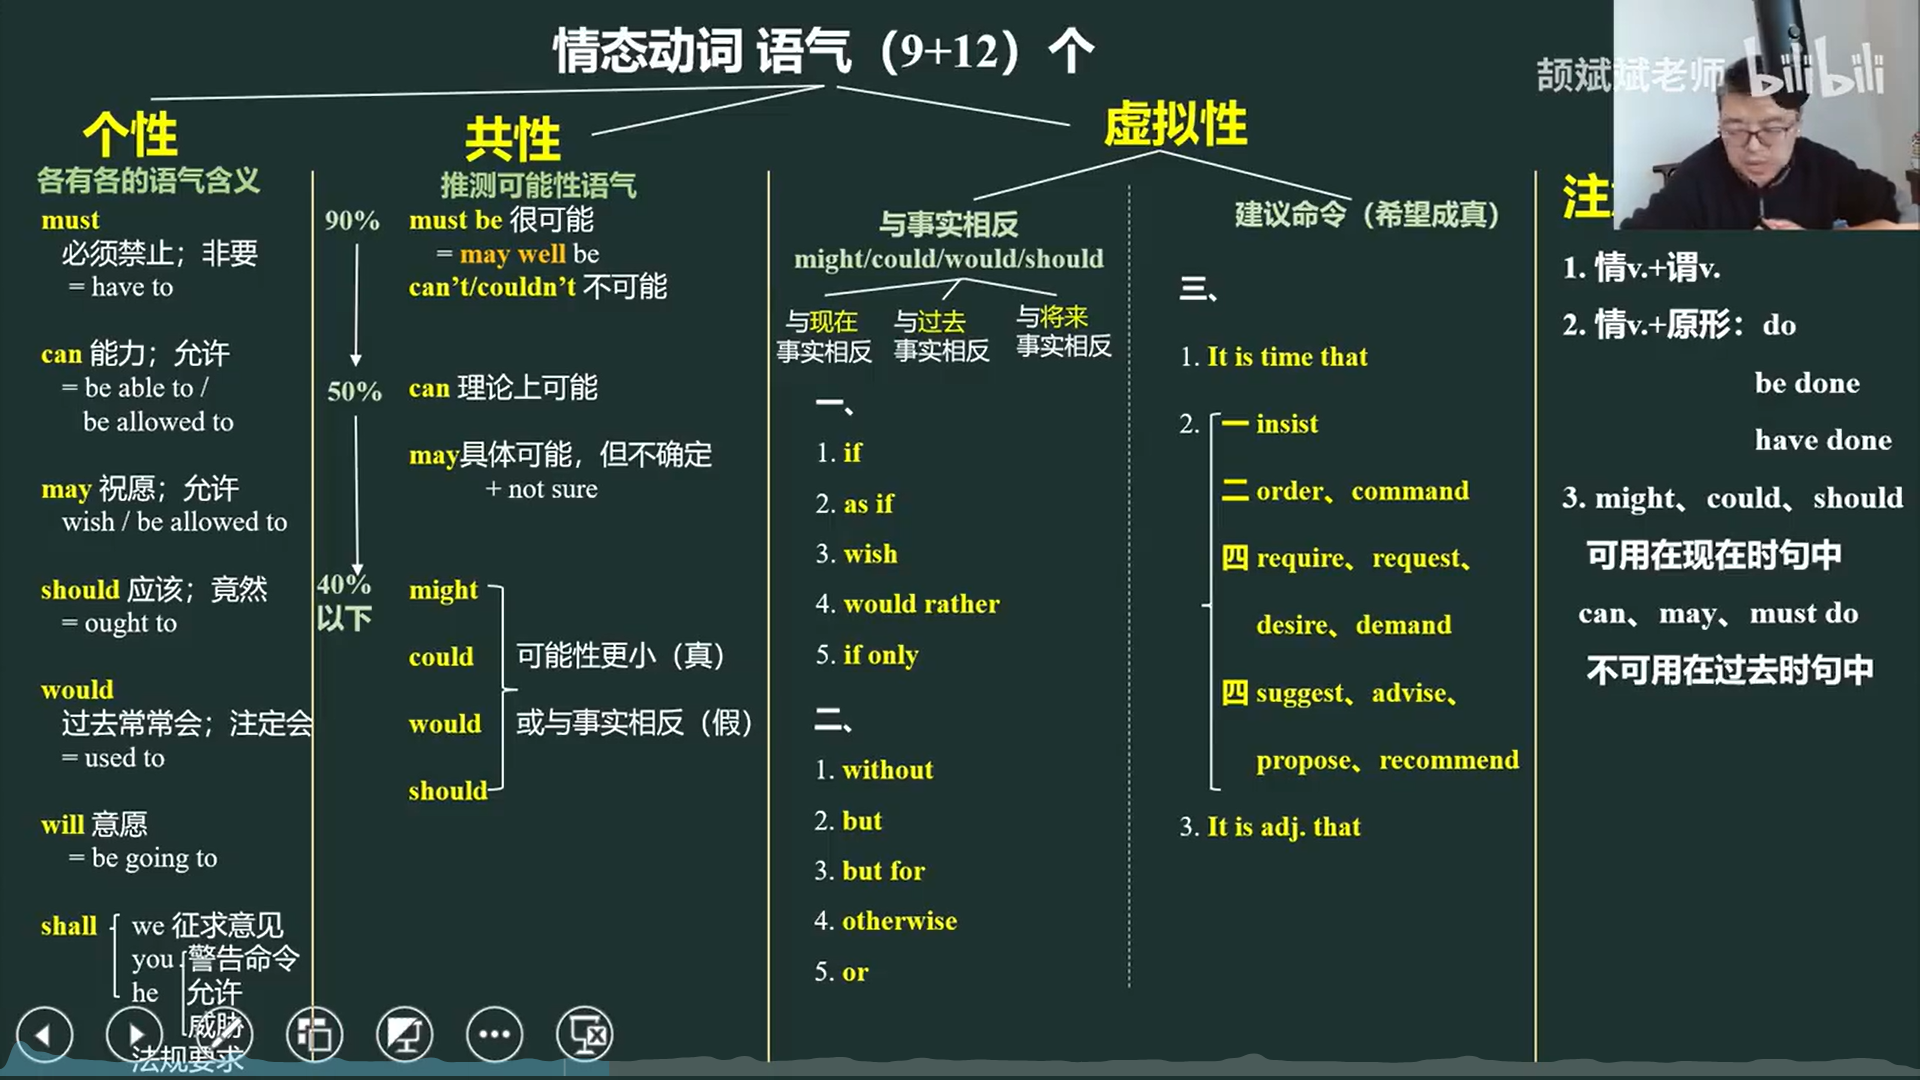 情态动词 语气（9+12）个
颉斌斌老师 bilibili
个性
各有各的语气含义
must
必须禁止；非要
= have to
can 能力；允许
= be able to /
be allowed to
may 祝愿；允许
wish / be allowed to
should 应该；竟然
= ought to
would
过去常常会；注定会
= used to
will 意愿
= be going to
shall
we 征求意见
you 警告命令
he 允许
威胁
法规要求
共性
推测可能性语气
90%
must be 很可能
= may well be
can’t/couldn’t 不可能
50%
can 理论上可能
may具体可能，但不确定
+ not sure
40%
以下
might
could
would
should
可能性更小（真）
或与事实相反（假）
虚拟性
与事实相反
might/could/would/should
与现在
事实相反
与过去
事实相反
与将来
事实相反
一、
1. if
2. as if
3. wish
4. would rather
5. if only
二、
1. without
2. but
3. but for
4. otherwise
5. or
建议命令（希望成真）
三、
1. It is time that
2. 一 insist
二 order、command
四 require、request、
desire、demand
四 suggest、advise、
propose、recommend
3. It is adj. that
注
1. 情v.+谓v.
2. 情v.+原形：do
be done
have done
3. might、could、should
可用在现在时句中
can、may、must do
不可用在过去时句中